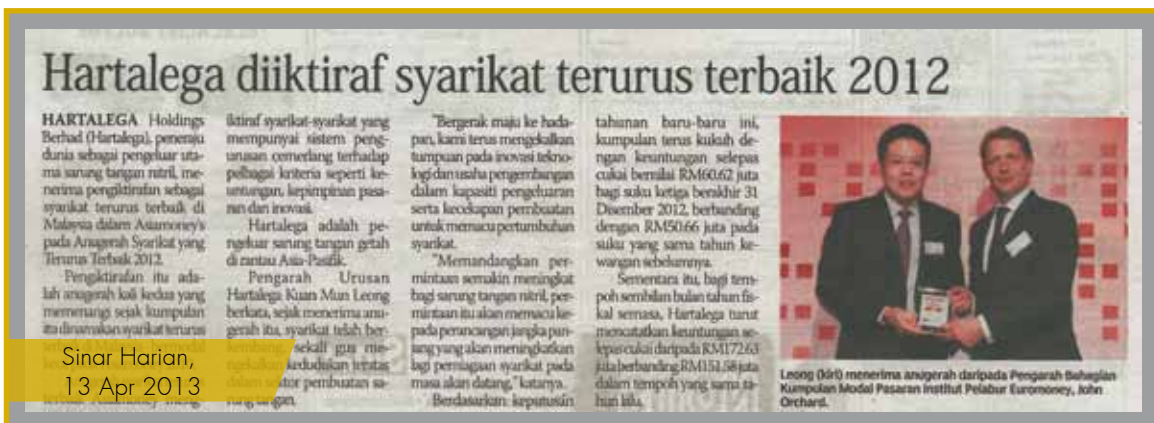 Hartalega diiktiraf syarikat terurus terbaik 2012
HARTALEGA Holdings
Berhad (Hartalega), peneraju
dunia sebagai pengeluar uta-
ma sarung tangan nitril, me-
nerima pengiktirafan sebagai
syarikat terurus terbaik di
Malaysia dalam Asiamoney's
pada Anugerah Syarikat yang
Terurus Terbaik 2012.
Pengiktirafan itu ada-
lah anugerah kali kedua yang
memenangi sejak kumpulan
itu dinamakan syarikat terurus
iktiraf syarikat-syarikat yang
mempunyai sistem peng-
urusan cemerlang terhadap
pelbagai kriteria seperti ke-
untungan, kepimpinan pasa-
ran dan inovasi.
Hartalega adalah pe-
ngeluar sarung tangan getah
di rantau Asia-Pasifik.
Pengarah Urusan
Hartalega Kuan Mun Leong
berkata, sejak menerima anu-
gerah itu, syarikat telah ber-
kembang, sekali gus me-
ngekalkan kedudukan teratas
dalam sektor pembuatan sa-
rung tangan.
"Bergerak maju ke hada-
pan, kami terus mengekalkan
tumpuan pada inovasi tekno-
logi dan usaha pengembangan
dalam kapasiti pengeluaran
serta kecekapan pembuatan
untuk memacu pertumbuhan
syarikat.
"Memandangkan per-
mintaan semakin meningkat
bagi sarung tangan nitril, per-
mintaan itu akan memacu ke-
pada perancangan jangka pan-
jang yang akan meningkatkan
lagi perniagaan syarikat pada
masa akan datang," katanya.
Berdasarkan keputusan
tahunan baru-baru ini,
kumpulan terus kukuh de-
ngan keuntungan selepas
cukai bernilai RM60.62 juta
bagi suku ketiga berakhir 31
Disember 2012, berbanding
dengan RM50.66 juta pada
suku yang sama tahun ke-
wangan sebelumnya.
Sementara itu, bagi tem-
poh sembilan bulan tahun fis-
kal semasa, Hartalega turut
mencatatkan keuntungan se-
lepas cukai daripada RM172.63
juta berbanding RM151.58 juta
dalam tempoh yang sama ta-
hun lalu.
Leong (kiri) menerima anugerah daripada Pengarah Bahagian
Kumpulan Modal Pasaran Institut Pelabur Euromoney, John
Orchard.
Sinar Harian,
13 Apr 2013